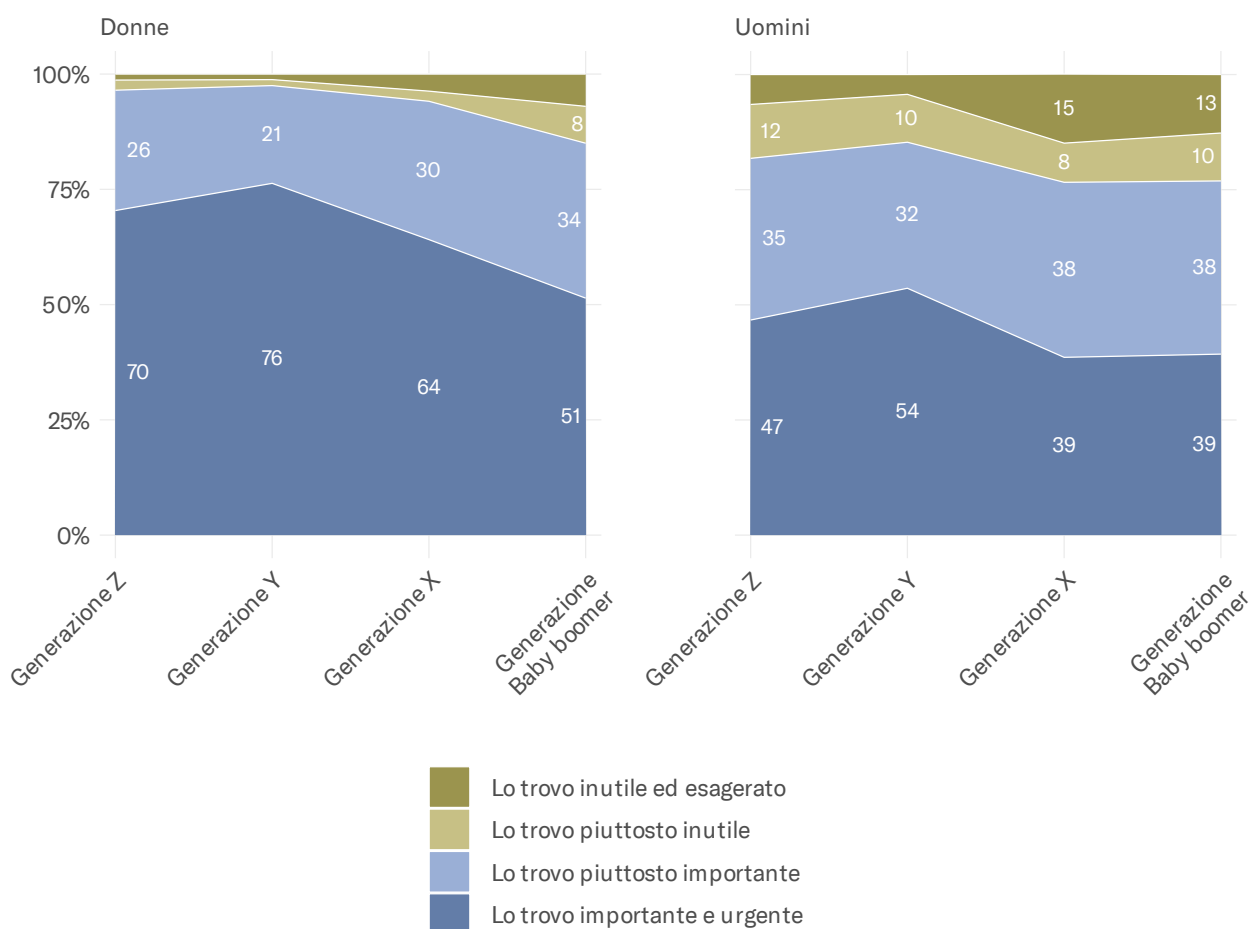 Donne
Uomini
100%
75%
50%
25%
0%
26
21
30
34
8
70
76
64
51
12
10
15
13
8
10
35
32
38
38
47
54
39
39
Generazione Z
Generazione Y
Generazione X
Generazione
Baby boomer
Generazione Z
Generazione Y
Generazione X
Generazione
Baby boomer
Lo trovo inutile ed esagerato
Lo trovo piuttosto inutile
Lo trovo piuttosto importante
Lo trovo importante e urgente